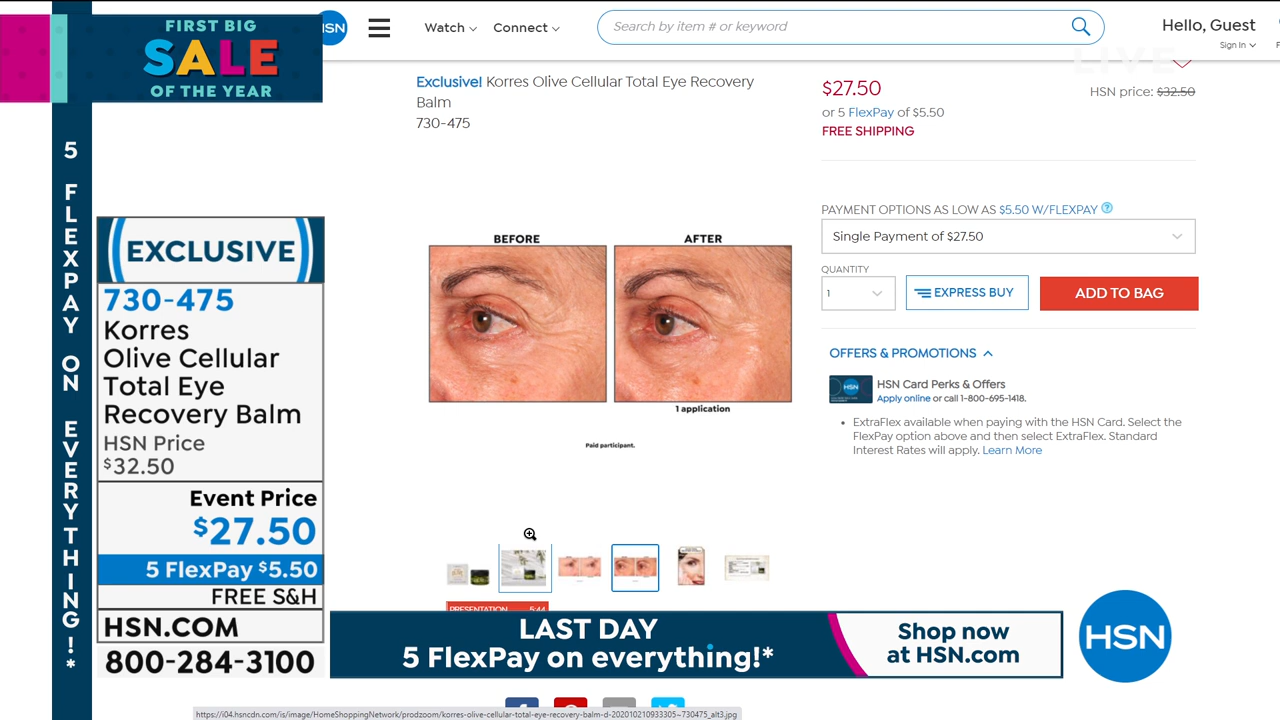 FIRST BIG
SALE
OF THE YEAR
HSN
Watch
Connect
Search by item # or keyword
Hello, Guest
Sign In
LIVE
5 FLEXPAY ON EVERYTHING!*
Exclusive! Korres Olive Cellular Total Eye Recovery
Balm
730-475
$27.50
HSN price: $32.50
or 5 FlexPay of $5.50
FREE SHIPPING
PAYMENT OPTIONS AS LOW AS $5.50 W/FLEXPAY ?
Single Payment of $27.50
QUANTITY
1
EXPRESS BUY
ADD TO BAG
OFFERS & PROMOTIONS
HSN
HSN Card Perks & Offers
Apply online or call 1-800-695-1418.
• ExtraFlex available when paying with the HSN Card. Select the
FlexPay option above and then select ExtraFlex. Standard
Interest Rates will apply. Learn More
BEFORE
AFTER
1 application
Paid participant.
EXCLUSIVE
730-475
Korres
Olive Cellular
Total Eye
Recovery Balm
HSN Price
$32.50
Event Price
$27.50
5 FlexPay $5.50
FREE S&H
HSN.COM
800-284-3100
PRESENTATION 5:44
LAST DAY
5 FlexPay on everything!*
Shop now
at HSN.com
HSN
https://i04.hsncdn.com/is/image/HomeShoppingNetwork/prodzoom/korres-olive-cellular-total-eye-recovery-balm-d-202010210933305~730475_alt3.jpg